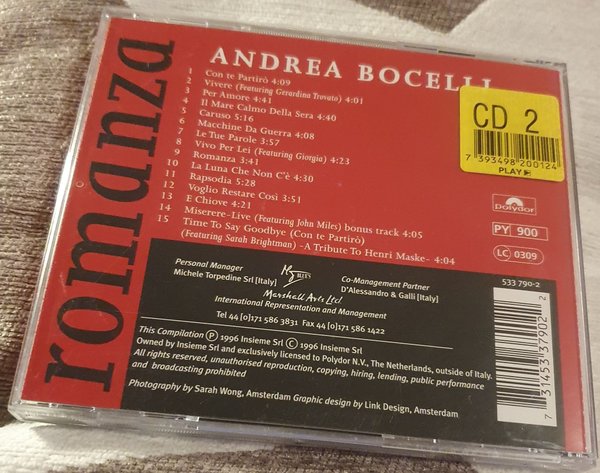 romanza
ANDREA BOCELLI
1 Con te Partirò 4:09
2 Vivere (Featuring Gerardina Trovato) 4:01
3 Per Amore 4:41
4 Il Mare Calmo Della Sera 4:40
5 Caruso 5:16
6 Macchine Da Guerra 4:08
7 Le Tue Parole 3:57
8 Vivo Per Lei (Featuring Giorgia) 4:23
9 Romanza 3:41
10 La Luna Che Non C'è 4:30
11 Rapsodia 5:28
12 Voglio Restare Così 3:51
13 E Chiove 4:21
14 Miserere-Live (Featuring John Miles) bonus track 4:05
15 Time To Say Goodbye (Con te Partirò)
(Featuring Sarah Brightman) -A Tribute To Henri Maske- 4:04
CD 2
7 393498 200124
PLAY
Polydor
PY 900
LC 0309
533 790-2
Personal Manager
Michele Torpedine Srl [Italy]
Co-Management Partner
D'Alessandro & Galli [Italy]
Marshall Arts Ltd
International Representation and Management
Tel 44 [0]171 586 3831 Fax 44 [0]171 586 1422
This Compilation ℗ 1996 Insieme Srl © 1996 Insieme Srl
Owned by Insieme Srl and exclusively licensed to Polydor N.V., The Netherlands, outside of Italy.
All rights reserved, unauthorised reproduction, copying, hiring, lending, public performance
and broadcasting prohibited
Photography by Sarah Wong, Amsterdam Graphic design by Link Design, Amsterdam
7 31453 37902 2